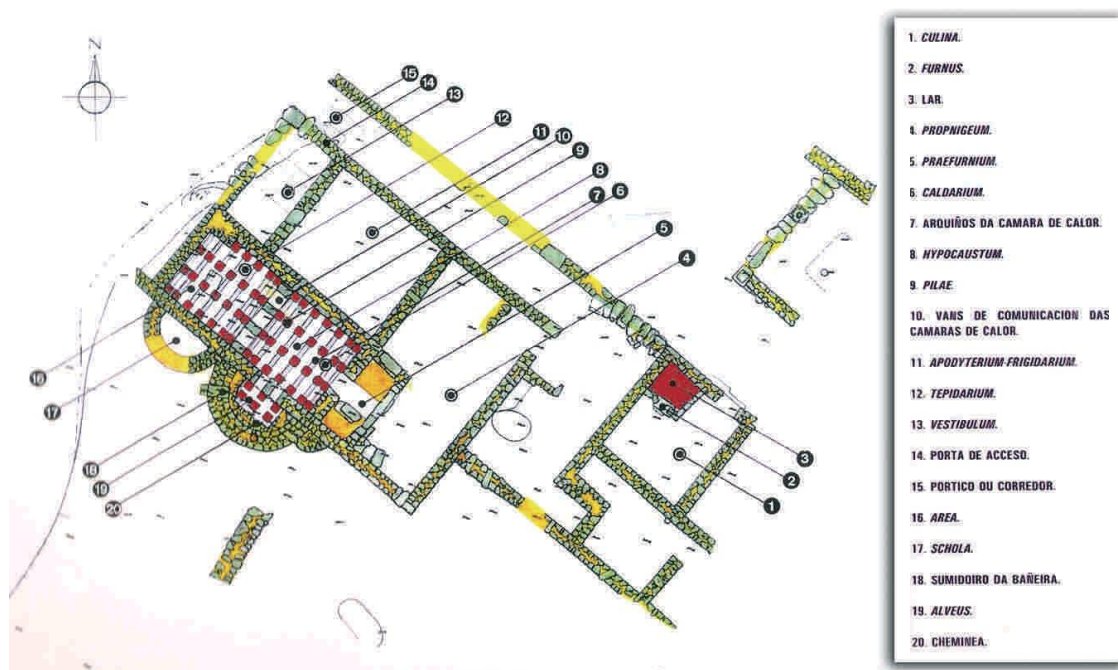 N
15
14
13
12
11
10
9
8
7
6
5
4
16
17
18
19
20
3
2
1
1. CULINA.
2. FURNUS.
3. LAR.
4. PROPNIGEUM.
5. PRAEFURNIUM.
6. CALDARIUM.
7. ARQUIÑOS DA CAMARA DE CALOR.
8. HYPOCAUSTUM.
9. PILAE.
10. VANS DE COMUNICACION DAS
CAMARAS DE CALOR.
11. APODYTERIUM-FRIGIDARIUM.
12. TEPIDARIUM.
13. VESTIBULUM.
14. PORTA DE ACCESO.
15. PORTICO OU CORREDOR.
16. AREA.
17. SCHOLA.
18. SUMIDOIRO DA BAÑEIRA.
19. ALVEUS.
20. CHEMINEA.